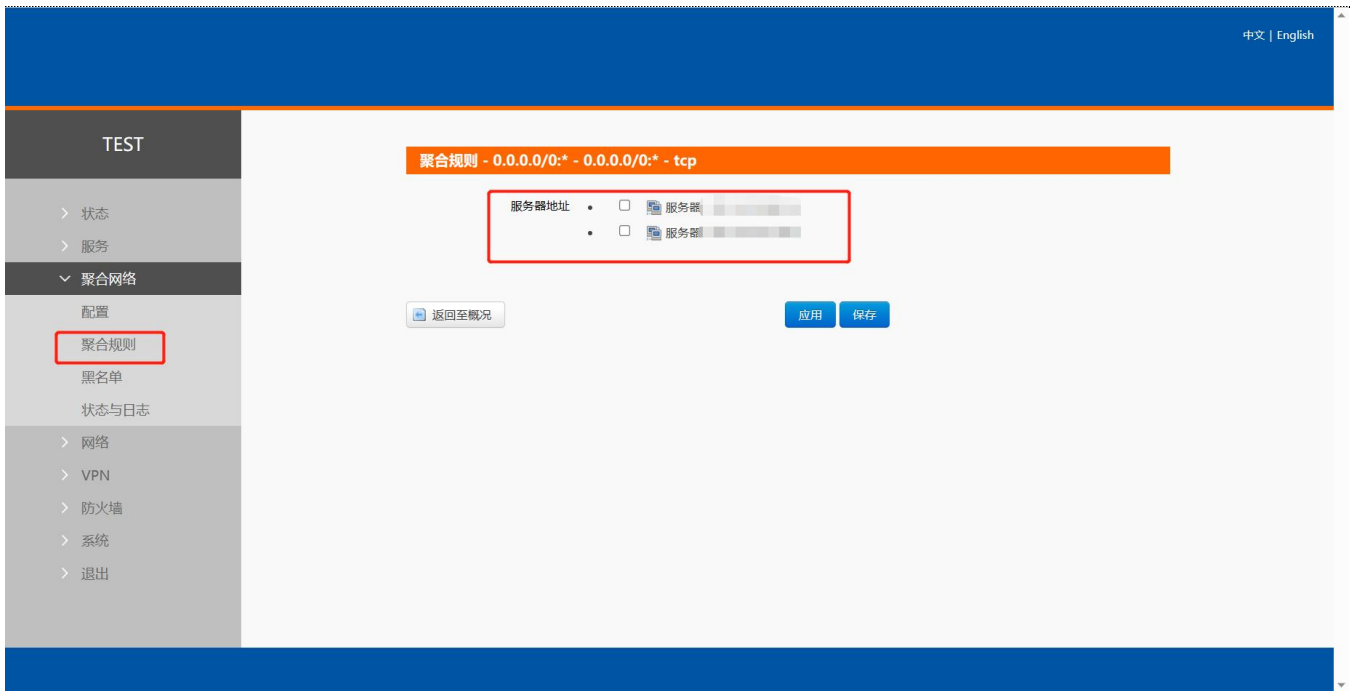 中文 | English
TEST
状态
服务
聚合网络
配置
聚合规则
黑名单
状态与日志
网络
VPN
防火墙
系统
退出
聚合规则 - 0.0.0.0/0:* - 0.0.0.0/0:* - tcp
服务器地址 • 服务器
• 服务器
返回至概况 应用 保存